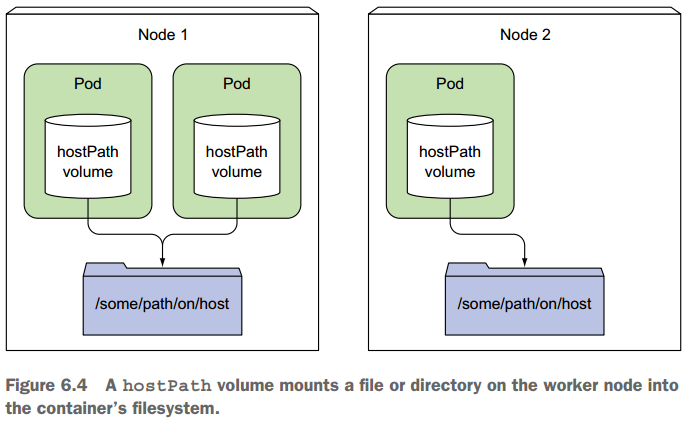 Node 1
Node 2
Pod
Pod
Pod
hostPath
volume
hostPath
volume
hostPath
volume
/some/path/on/host
/some/path/on/host
Figure 6.4 A hostPath volume mounts a file or directory on the worker node into
the container’s filesystem.